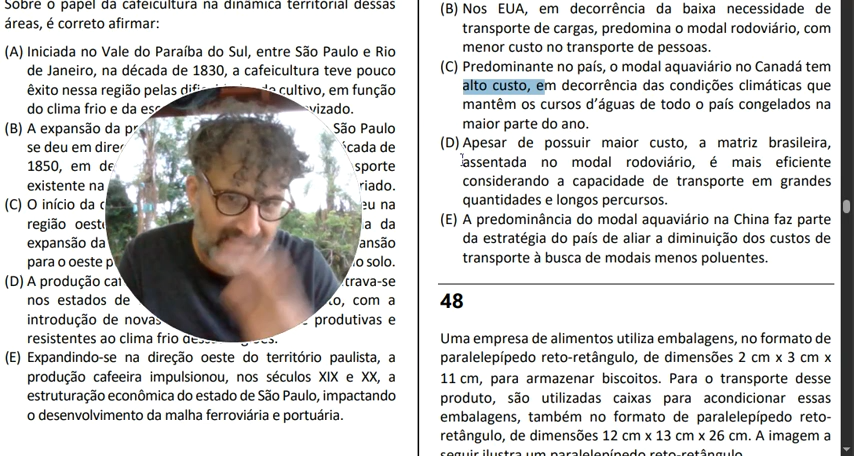 Sobre o papel da cafeicultura na dinâmica territorial dessas
áreas, é correto afirmar:
(A) Iniciada no Vale do Paraíba do Sul, entre São Paulo e Rio
de Janeiro, na década de 1830, a cafeicultura teve pouco
êxito nessa região pelas de cultivo, em função
do clima frio e da
(B) A expansão da São Paulo
se deu em
1850, em
existente na
(C) O início da na
região da
expansão da
para o oeste solo.
(D) A produção
nos estados de com a
introdução de produtivas e
resistentes ao clima frio
(E) Expandindo-se na direção oeste do território paulista, a
produção cafeeira impulsionou, nos séculos XIX e XX, a
estruturação econômica do estado de São Paulo, impactando
o desenvolvimento da malha ferroviária e portuária.
(B) Nos EUA, em decorrência da baixa necessidade de
transporte de cargas, predomina o modal rodoviário, com
menor custo no transporte de pessoas.
(C) Predominante no país, o modal aquaviário no Canadá tem
alto custo, em decorrência das condições climáticas que
mantêm os cursos d'águas de todo o país congelados na
maior parte do ano.
(D) Apesar de possuir maior custo, a matriz brasileira,
assentada no modal rodoviário, é mais eficiente
considerando a capacidade de transporte em grandes
quantidades e longos percursos.
(E) A predominância do modal aquaviário na China faz parte
da estratégia do país de aliar a diminuição dos custos de
transporte à busca de modais menos poluentes.
48
Uma empresa de alimentos utiliza embalagens, no formato de
paralelepípedo reto-retângulo, de dimensões 2 cm x 3 cm x
11 cm, para armazenar biscoitos. Para o transporte desse
produto, são utilizadas caixas para acondicionar essas
embalagens, também no formato de paralelepípedo reto-
retângulo, de dimensões 12 cm x 13 cm x 26 cm. A imagem a
seguir ilustra um paralelepípedo reto-retângulo.